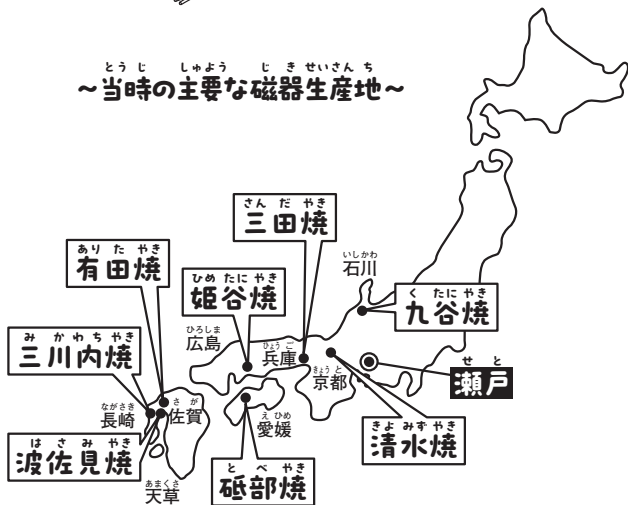 とうじ しゅよう じきせいさんち
～当時の主要な磁器生産地～
さんだやき
三田焼
いしかわ
石川
ありたやき
有田焼
ひめたにやき
姫谷焼
くたにやき
九谷焼
ひろしま
広島
ひょうご
兵庫
みかわちやき
三川内焼
きょうと
京都
せと
瀬戸
ながさき
長崎
さが
佐賀
えひめ
愛媛
きよみずやき
清水焼
はさみやき
波佐見焼
とべやき
砥部焼
あまくさ
天草